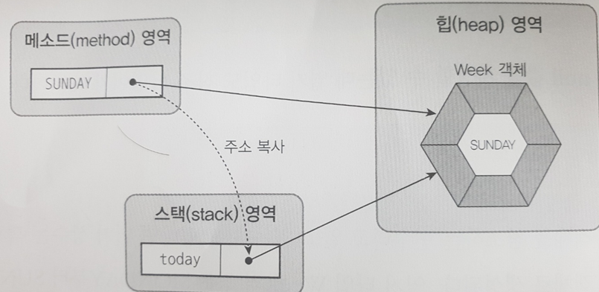 메소드(method) 영역
SUNDAY
힙(heap) 영역
Week 객체
SUNDAY
주소 복사
스택(stack) 영역
today